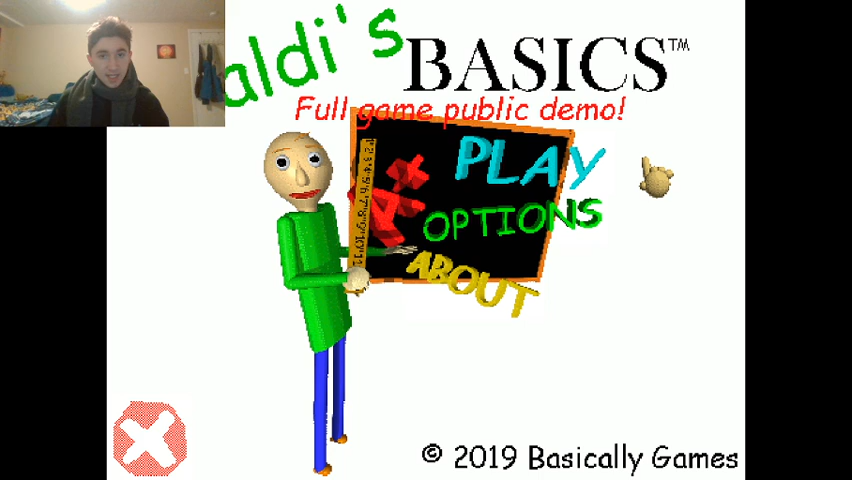 aldi's
BASICS™
Full game public demo!
PLAY
OPTIONS
ABOUT
© 2019 Basically Games